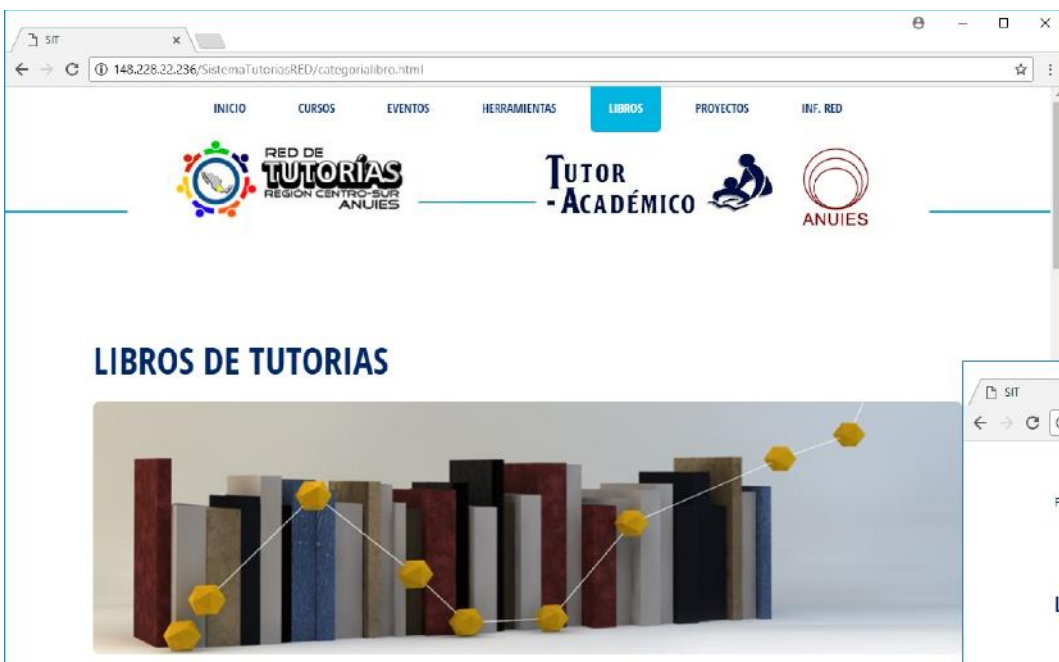 SIT
148.228.22.236/SistemaTutoriasRED/categorialibro.html
INICIO CURSOS EVENTOS HERRAMIENTAS LIBROS PROYECTOS INF. RED
RED DE
TUTORÍAS
REGION CENTRO-SUR
ANUIES
TUTOR
- ACADÉMICO
ANUIES
LIBROS DE TUTORIAS
SIT